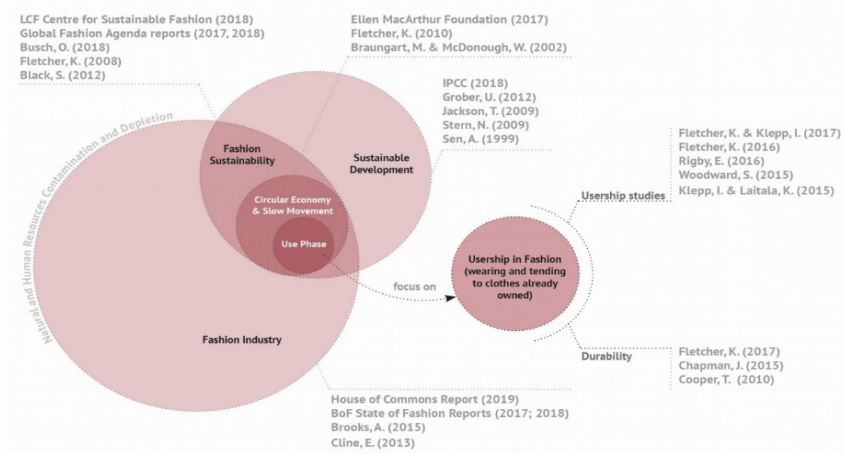 LCF Centre for Sustainable Fashion (2018)
Global Fashion Agenda reports (2017, 2018)
Busch, O. (2018)
Fletcher, K. (2008)
Black, S. (2012)
Ellen MacArthur Foundation (2017)
Fletcher, K. (2010)
Braungart, M. & McDonough, W. (2002)
IPCC (2018)
Grober, U. (2012)
Jackson, T. (2009)
Stern, N. (2009)
Sen, A. (1999)
Natural and Human Resources Contamination and Depletion
Fashion
Sustainability
Sustainable
Development
Circular Economy
& Slow Movement
Use Phase
Fashion Industry
focus on
Usership in Fashion
(wearing and tending
to clothes already
owned)
Usership studies
Fletcher, K. & Klepp, I. (2017)
Fletcher, K. (2016)
Rigby, E. (2016)
Woodward, S. (2015)
Klepp, I. & Laitala, K. (2015)
Durability
Fletcher, K. (2017)
Chapman, J. (2015)
Cooper, T. (2010)
House of Commons Report (2019)
BoF State of Fashion Reports (2017; 2018)
Brooks, A. (2015)
Cline, E. (2013)